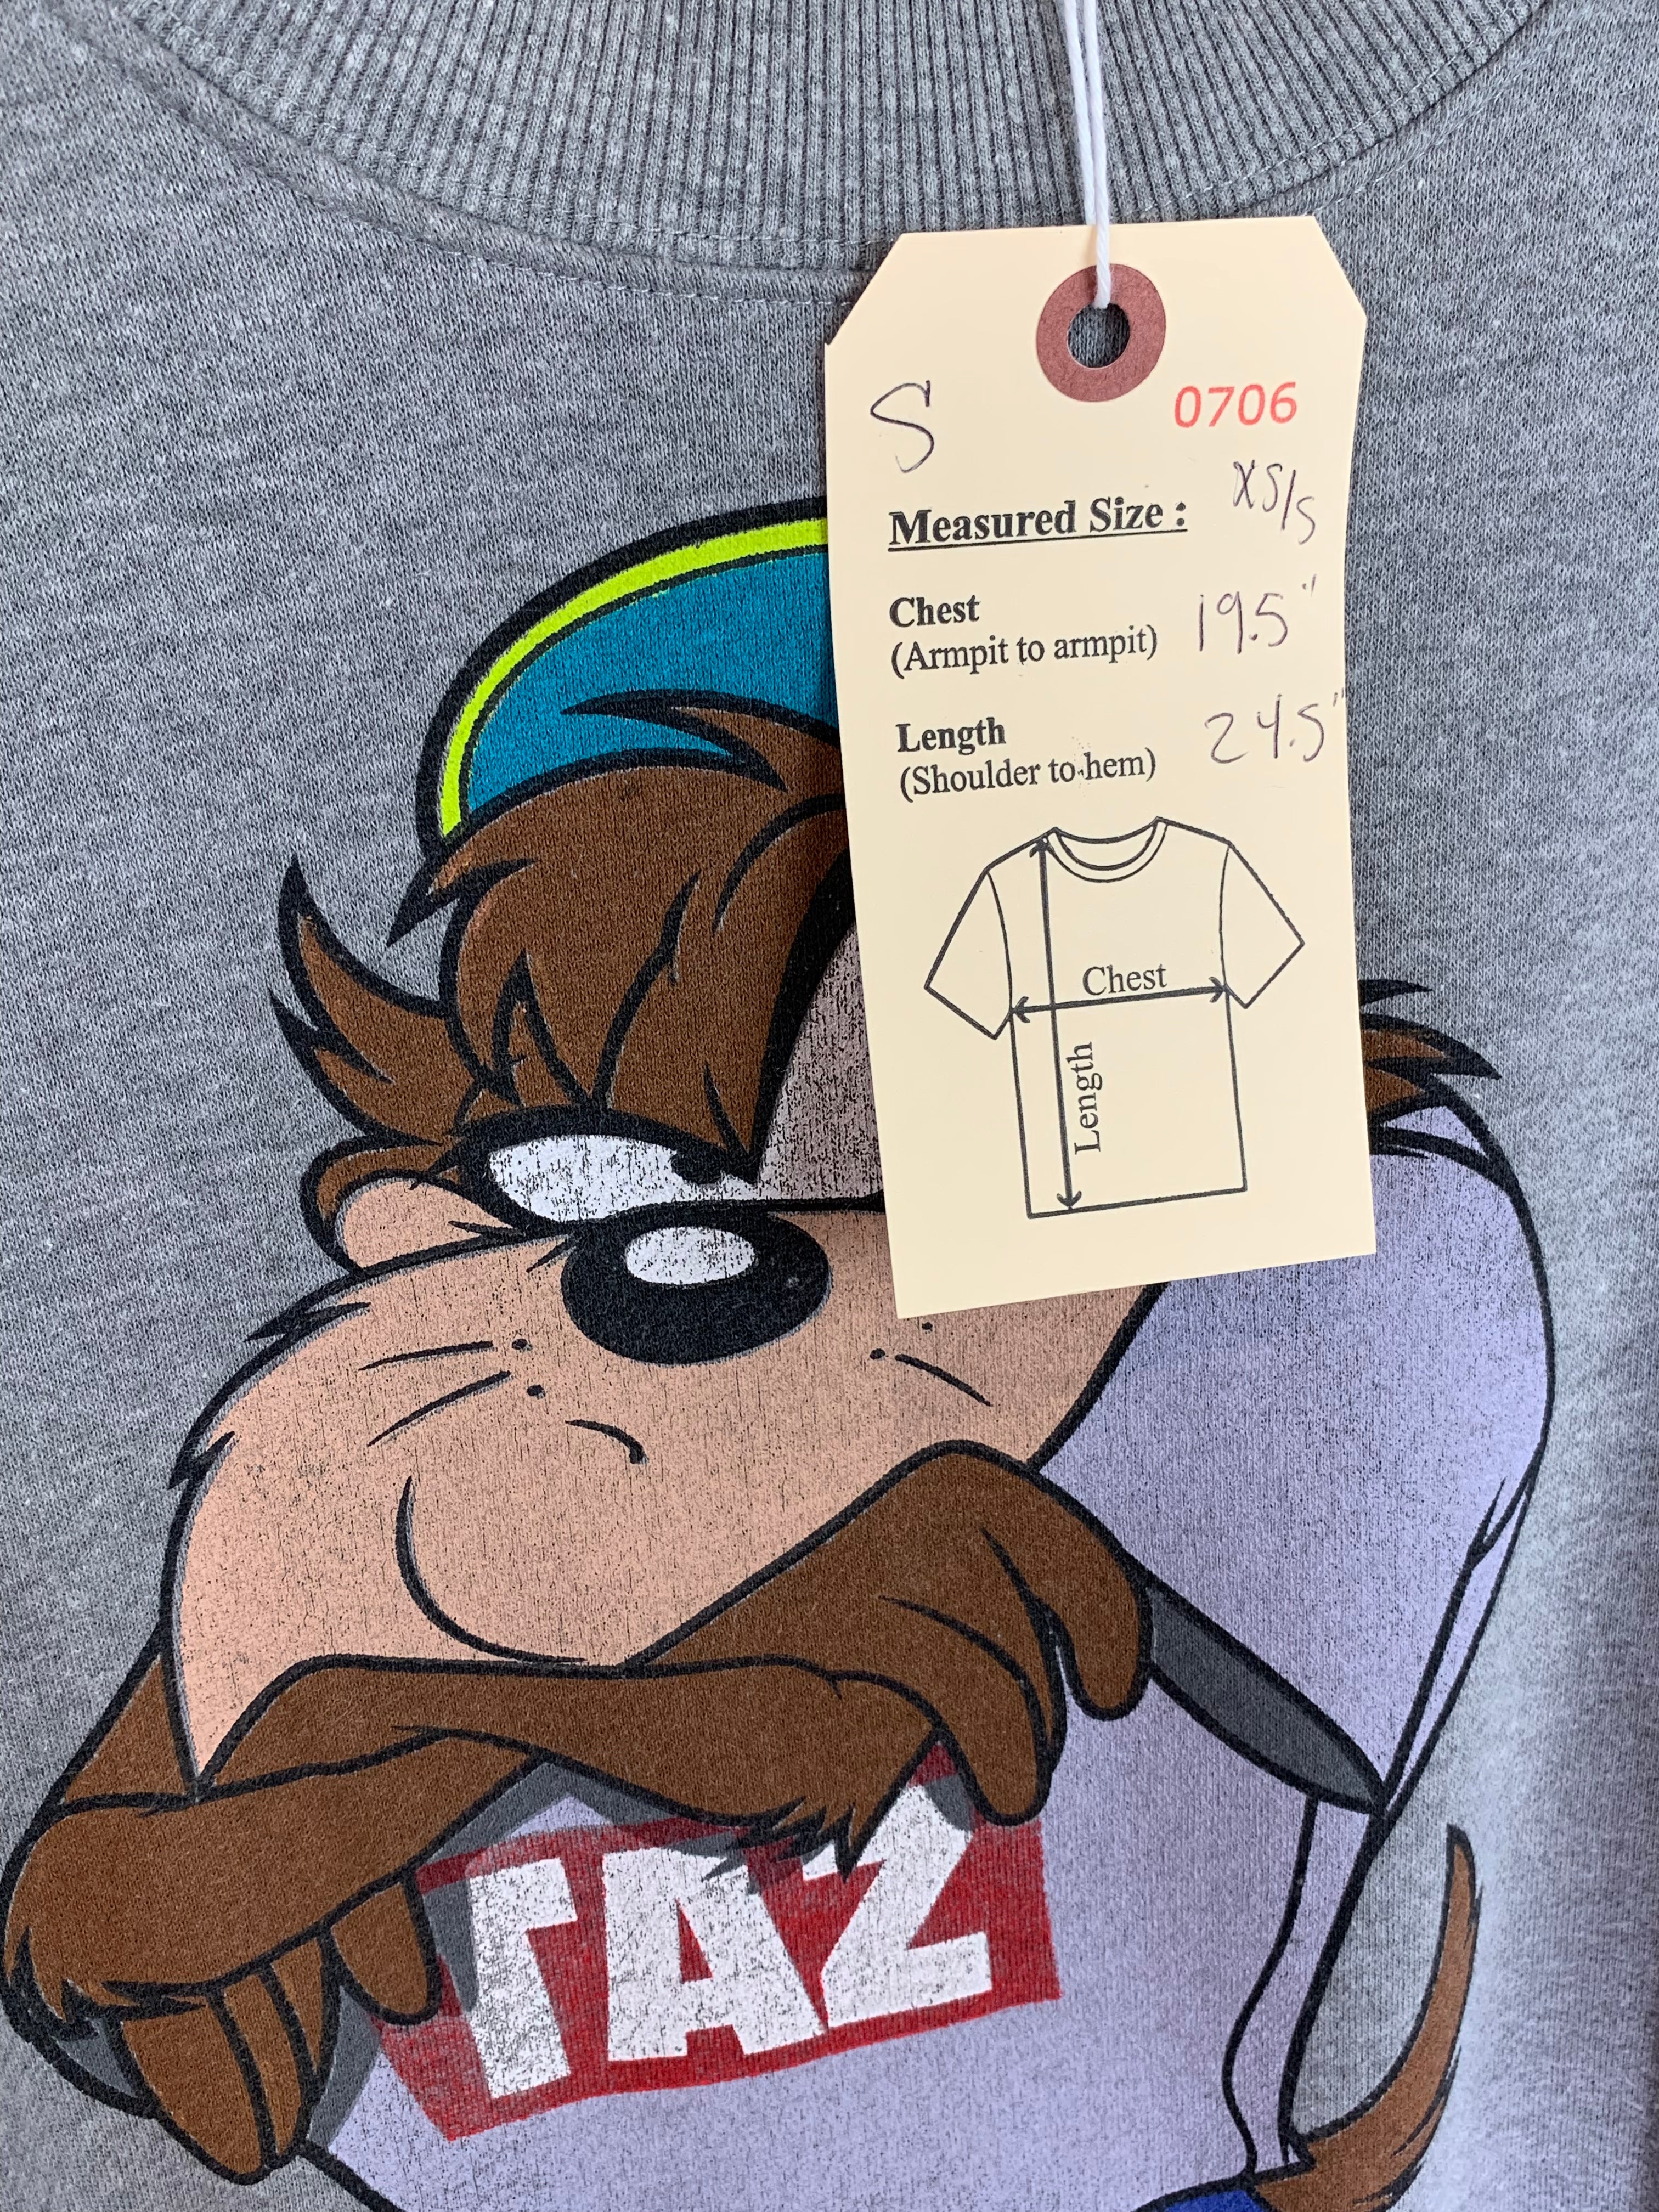 S
0706
XS/S
Measured Size :
Chest
(Armpit to armpit)
19.5"
Length
(Shoulder to hem)
24.5"
Chest
Length
TAZ